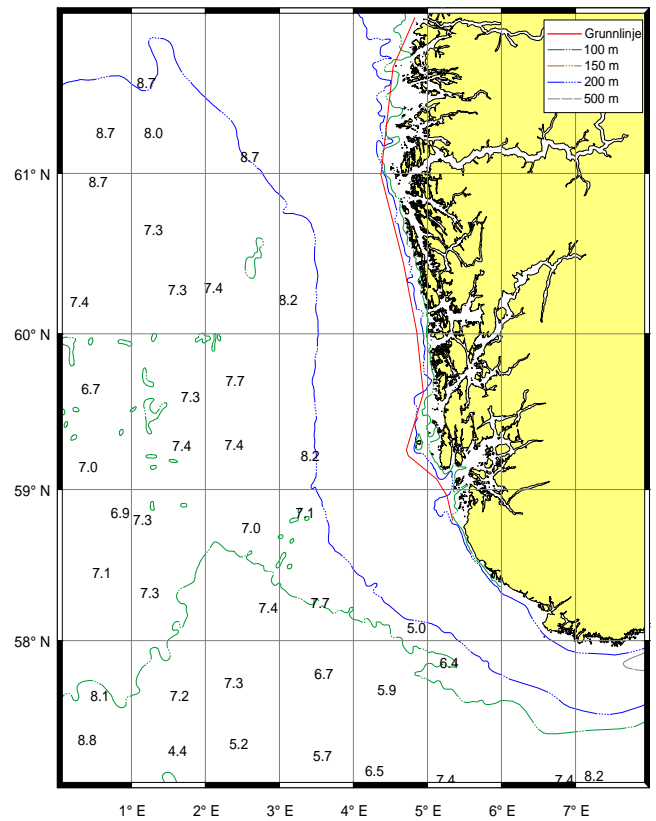 Grunnlinje
100 m
150 m
200 m
500 m
8.7
8.7 8.0
8.7
61° N
8.7
7.3
7.3 7.4
7.4 8.2
60° N
7.7
6.7 7.3
7.4 7.4
8.2
7.0
59° N
6.9 7.3 7.1
7.0
7.1
7.3
7.4 7.7
5.0
58° N
6.4
6.7
7.3 5.9
8.1 7.2
8.8 5.2
4.4 5.7
6.5 7.4 7.4 8.2
1° E 2° E 3° E 4° E 5° E 6° E 7° E